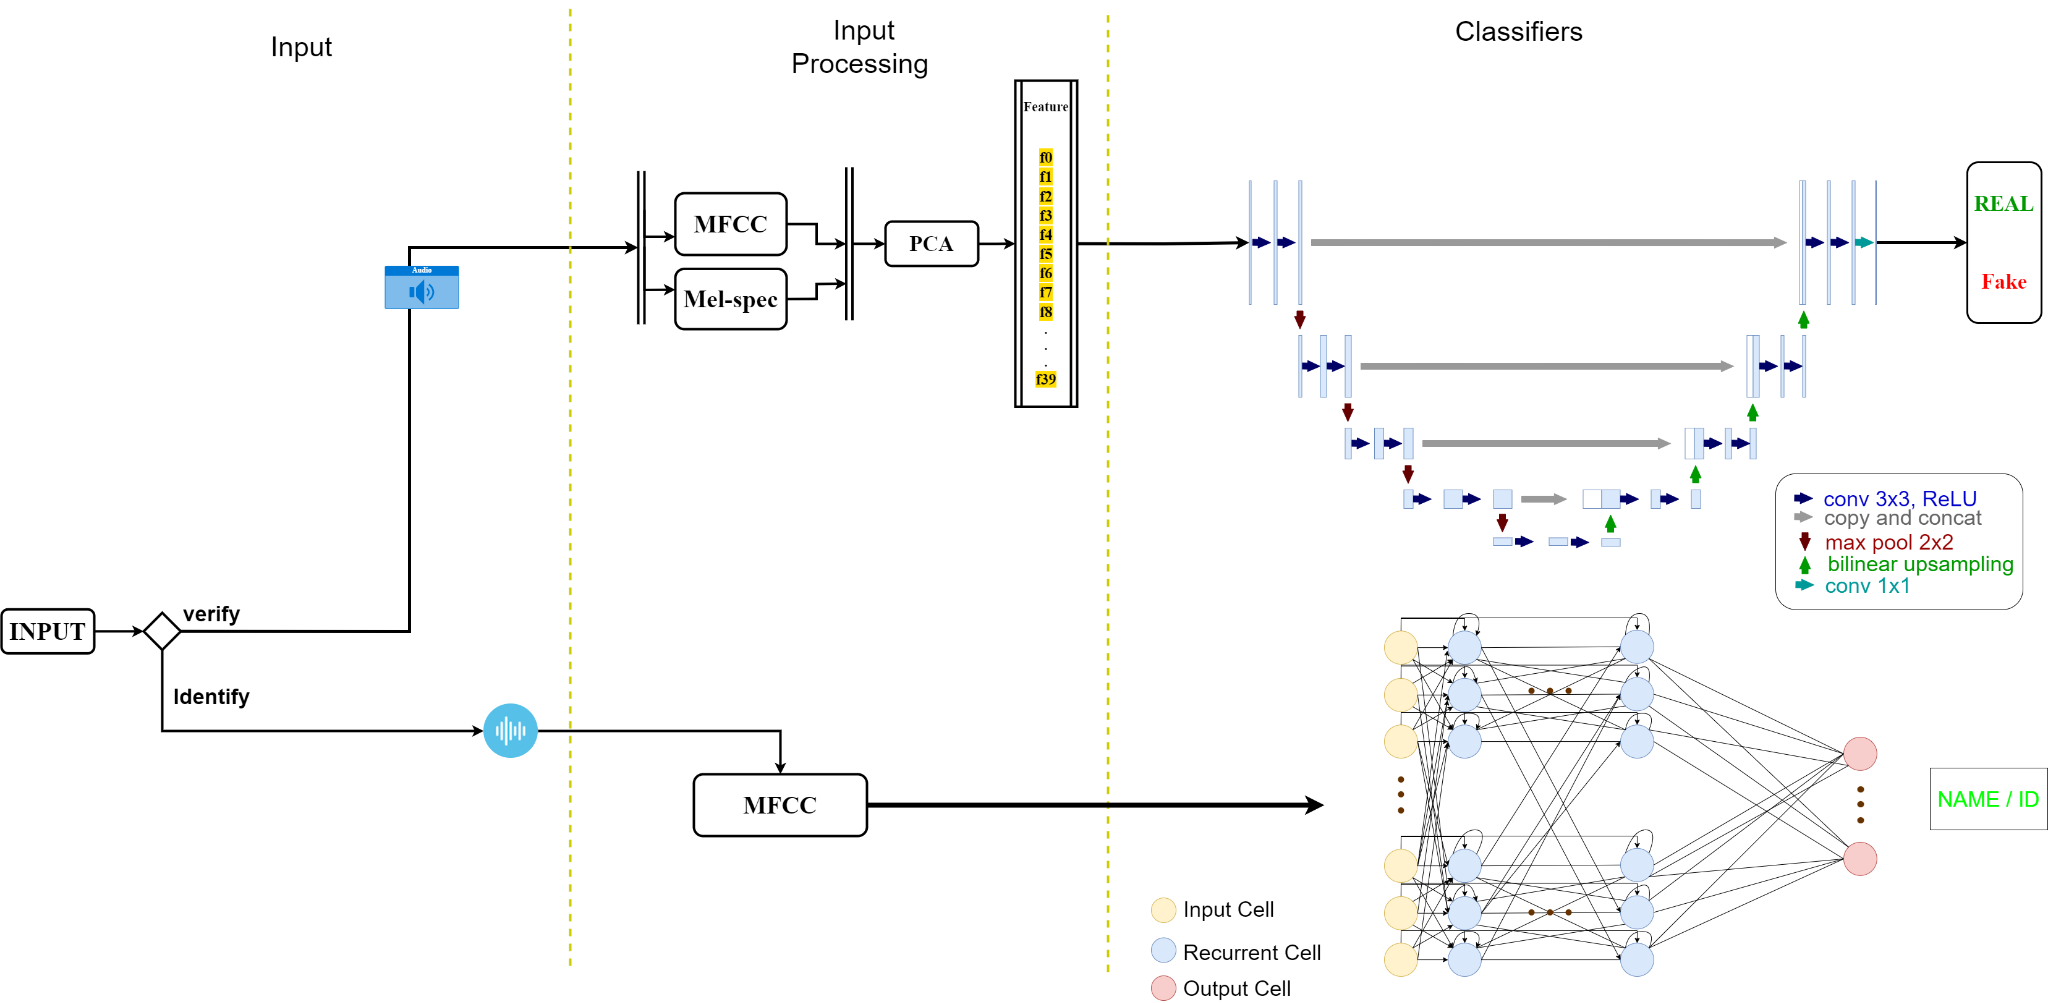 Input
Input
Processing
Classifiers
Feature
f0
f1
f2
f3
f4
f5
f6
f7
f8
.
.
.
f39
MFCC
Mel-spec
PCA
Audio
REAL
Fake
conv 3x3, ReLU
copy and concat
max pool 2x2
bilinear upsampling
conv 1x1
INPUT
verify
Identify
MFCC
NAME / ID
Input Cell
Recurrent Cell
Output Cell